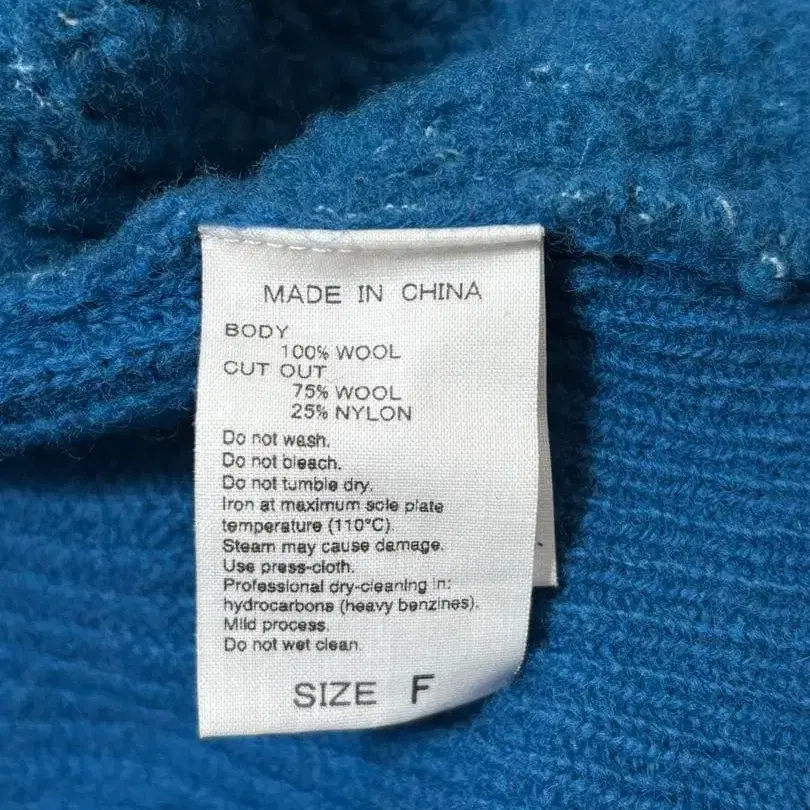 MADE IN CHINA
BODY
100% WOOL
CUT OUT
75% WOOL
25% NYLON
Do not wash.
Do not bleach.
Do not tumble dry.
Iron at maximum sole plate
temperature (110°C).
Steam may cause damage.
Use press-cloth.
Professional dry-cleaning in:
hydrocarbons (heavy benzines).
Mild process.
Do not wet clean.
SIZE F